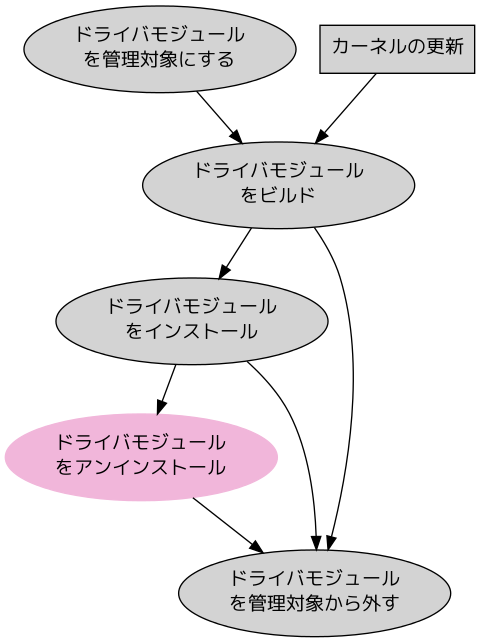 ドライバモジュール
を管理対象にする
カーネルの更新
ドライバモジュール
をビルド
ドライバモジュール
をインストール
ドライバモジュール
をアンインストール
ドライバモジュール
を管理対象から外す